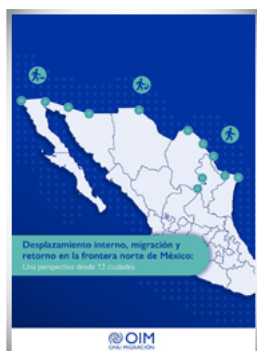 Desplazamiento interno, migración y
retorno en la frontera norte de México:
Una perspectiva desde 12 ciudades
OIM
ONU MIGRACIÓN